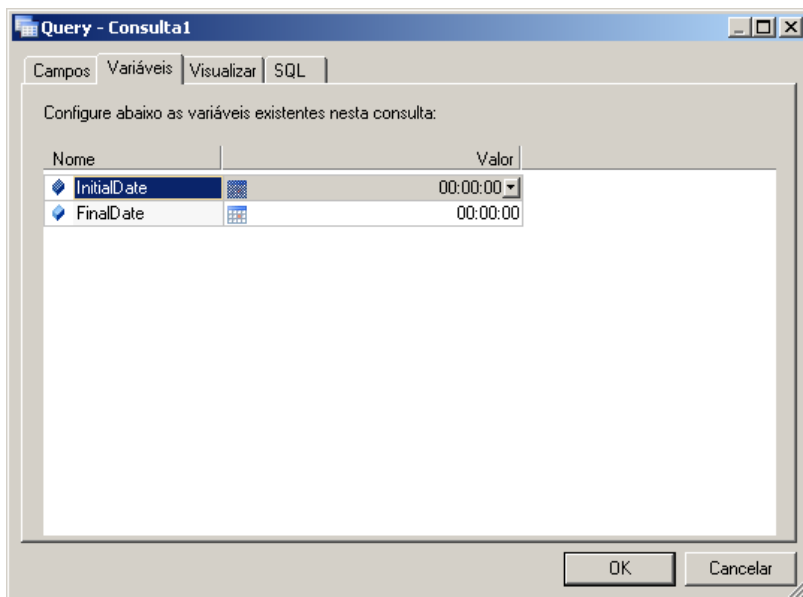 Query - Consulta1
Campos Variáveis Visualizar SQL
Configure abaixo as variáveis existentes nesta consulta:
Nome Valor
InitialDate 00:00:00
FinalDate 00:00:00
OK Cancelar